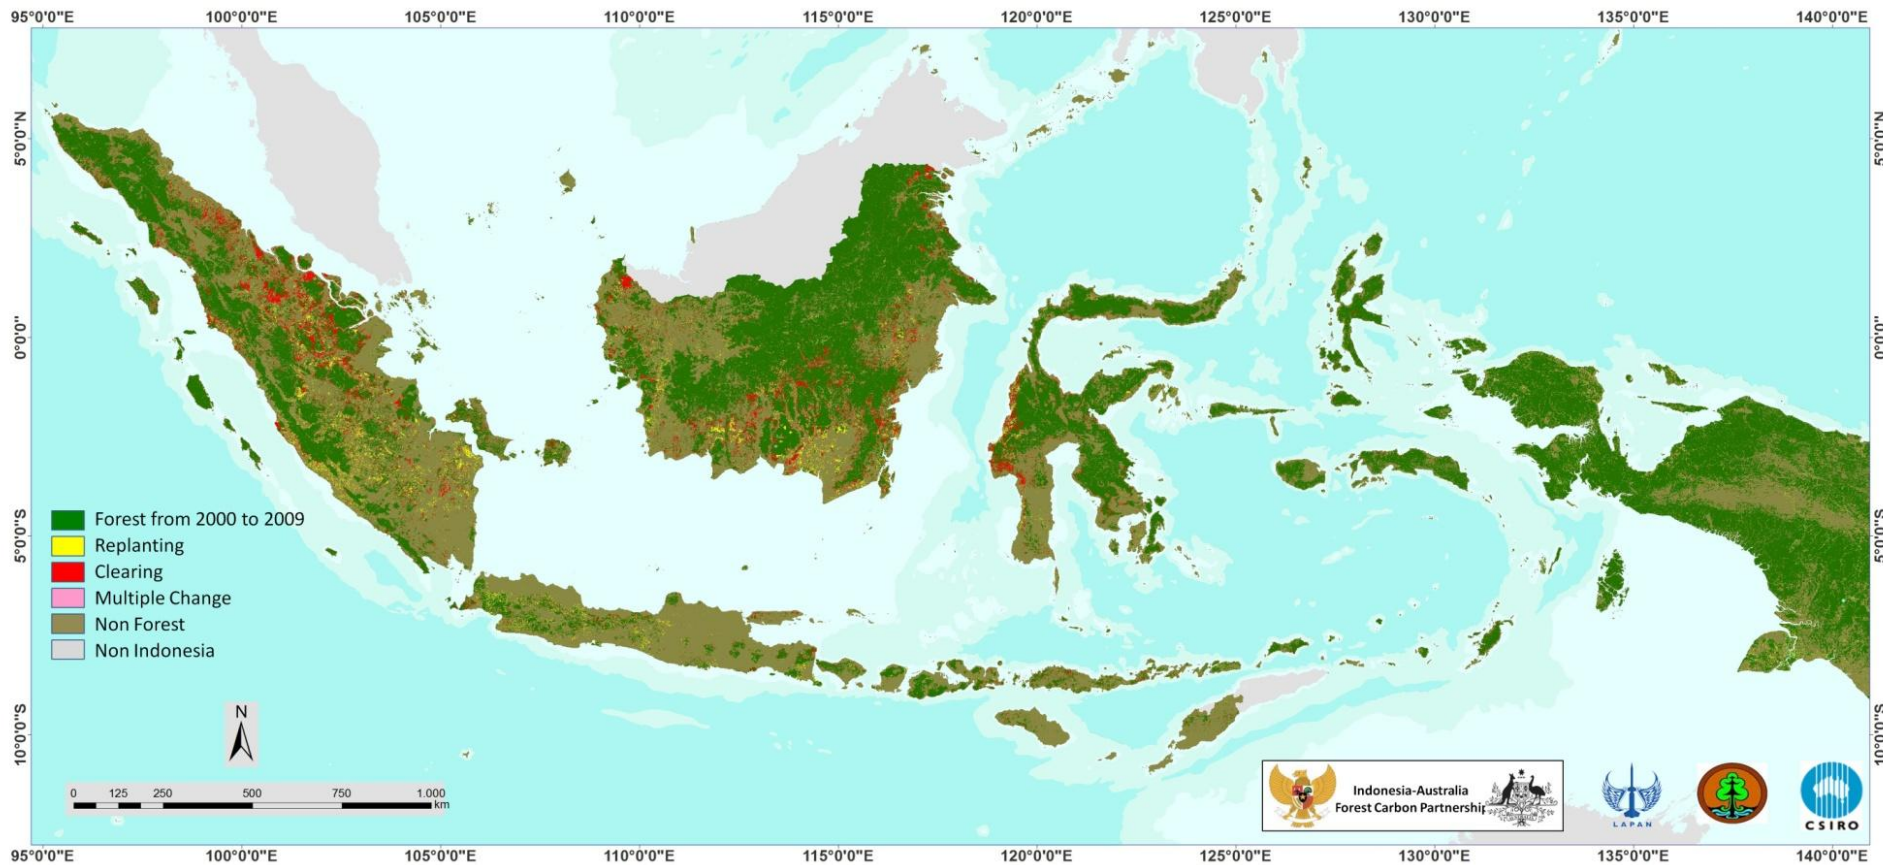 95°0'0"E 100°0'0"E 105°0'0"E 110°0'0"E 115°0'0"E 120°0'0"E 125°0'0"E 130°0'0"E 135°0'0"E 140°0'0"E
5°0'0"N
5°0'0"N
0°0'0"
0°0'0"
5°0'0"S
5°0'0"S
10°0'0"S
10°0'0"S
Forest from 2000 to 2009
Replanting
Clearing
Multiple Change
Non Forest
Non Indonesia
N
0 125 250 500 750 1.000
km
Indonesia-Australia
Forest Carbon Partnership
LAPAN
CSIRO
95°0'0"E 100°0'0"E 105°0'0"E 110°0'0"E 115°0'0"E 120°0'0"E 125°0'0"E 130°0'0"E 135°0'0"E 140°0'0"E